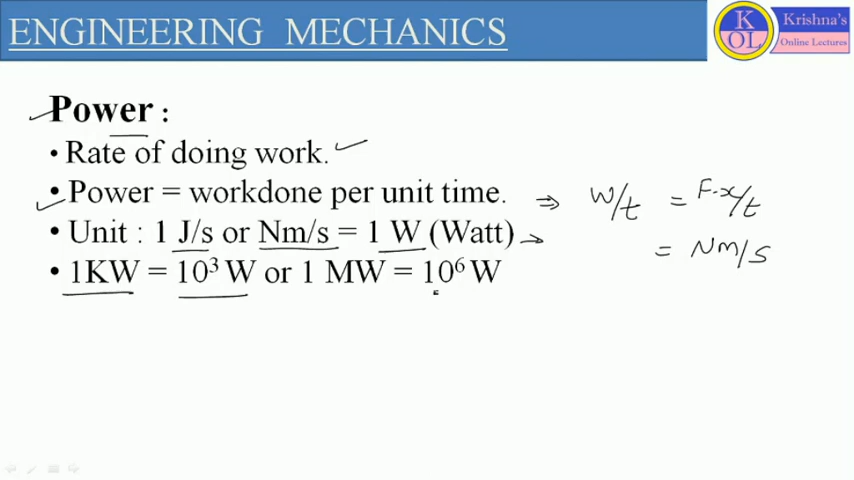 ENGINEERING MECHANICS
K
OL
Krishna's
Online Lectures
Power :
• Rate of doing work.
• Power = workdone per unit time. ⇒ W/t = F·x/t
• Unit : 1 J/s or Nm/s = 1 W (Watt) → = Nm/s
• 1KW = 10³ W or 1 MW = 10⁶ W